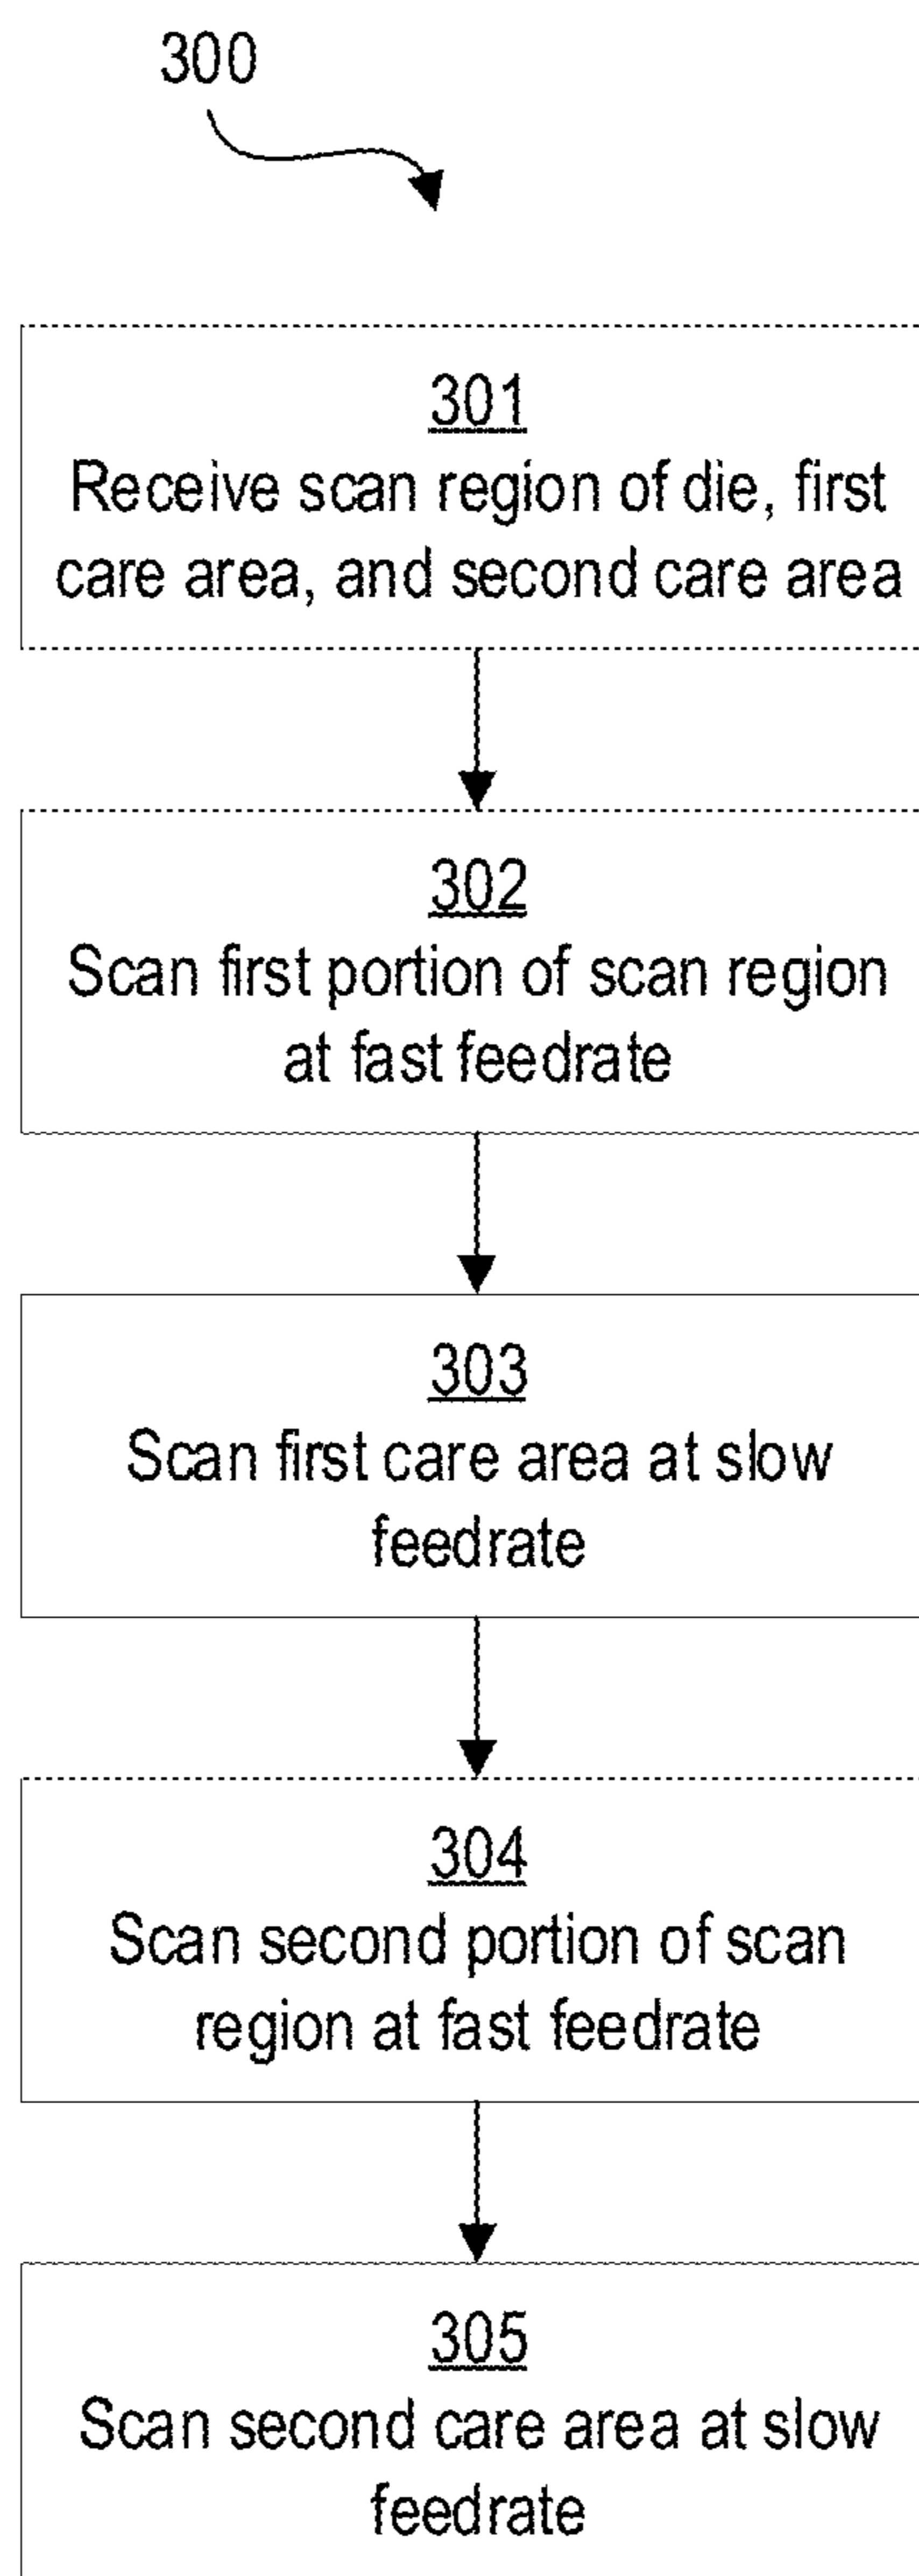 300
301
Receive scan region of die, first
care area, and second care area
302
Scan first portion of scan region
at fast feedrate
303
Scan first care area at slow
feedrate
304
Scan second portion of scan
region at fast feedrate
305
Scan second care area at slow
feedrate